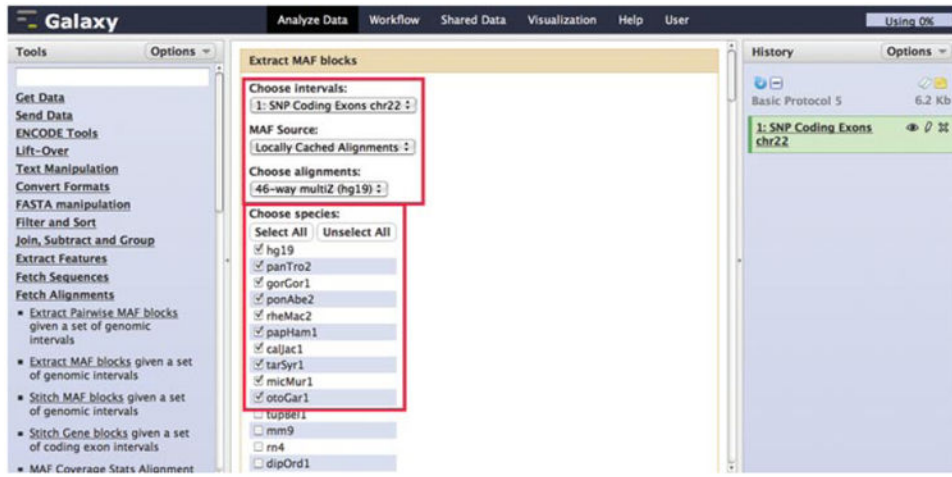 Galaxy
Analyze Data Workflow Shared Data Visualization Help User
Using 0%
Tools
Options
Get Data
Send Data
ENCODE Tools
Lift-Over
Text Manipulation
Convert Formats
FASTA manipulation
Filter and Sort
Join, Subtract and Group
Extract Features
Fetch Sequences
Fetch Alignments
Extract Pairwise MAF blocks
given a set of genomic
intervals
Extract MAF blocks given a set
of genomic intervals
Stitch MAF blocks given a set
of genomic intervals
Stitch Gene blocks given a set
of coding exon intervals
MAF Coverage Stats Alignment
Extract MAF blocks
Choose intervals:
1: SNP Coding Exons chr22
MAF Source:
Locally Cached Alignments
Choose alignments:
46-way multiZ (hg19)
Choose species:
Select All Unselect All
hg19
panTro2
gorGor1
ponAbe2
rheMac2
papHam1
calJac1
tarSyr1
micMur1
otoGar1
tupBel1
mm9
rn4
dipOrd1
History
Options
Basic Protocol 5
6.2 Kb
1: SNP Coding Exons
chr22